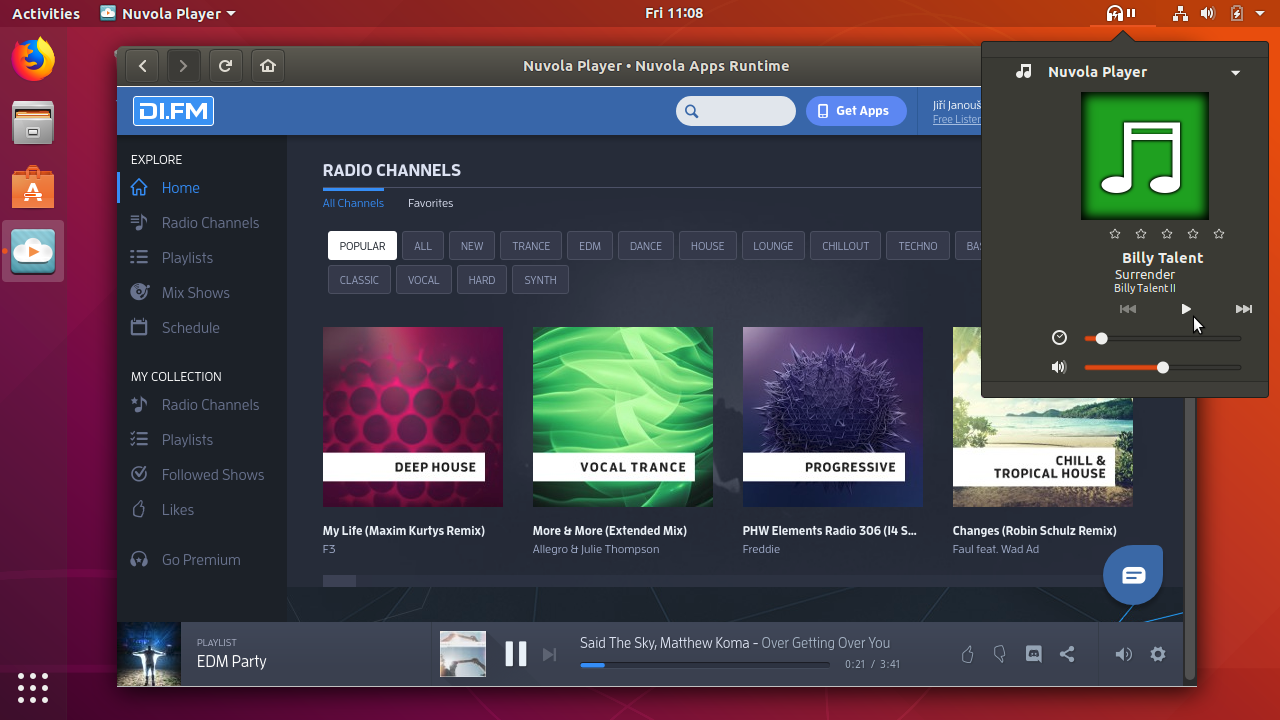 Activities
Nuvola Player
Fri 11:08
Nuvola Player • Nuvola Apps Runtime
DI.FM
Get Apps
Jiří Janouš
Free Listen
EXPLORE
Home
Radio Channels
Playlists
Mix Shows
Schedule
MY COLLECTION
Radio Channels
Playlists
Followed Shows
Likes
Go Premium
RADIO CHANNELS
All Channels
Favorites
POPULAR
ALL
NEW
TRANCE
EDM
DANCE
HOUSE
LOUNGE
CHILLOUT
TECHNO
BAS
CLASSIC
VOCAL
HARD
SYNTH
DEEP HOUSE
My Life (Maxim Kurtys Remix)
F3
VOCAL TRANCE
More & More (Extended Mix)
Allegro & Julie Thompson
PROGRESSIVE
PHW Elements Radio 306 (I4 S...
Freddie
CHILL &
TROPICAL HOUSE
Changes (Robin Schulz Remix)
Faul feat. Wad Ad
Nuvola Player
Billy Talent
Surrender
Billy Talent II
PLAYLIST
EDM Party
Said The Sky, Matthew Koma - Over Getting Over You
0:21 / 3:41